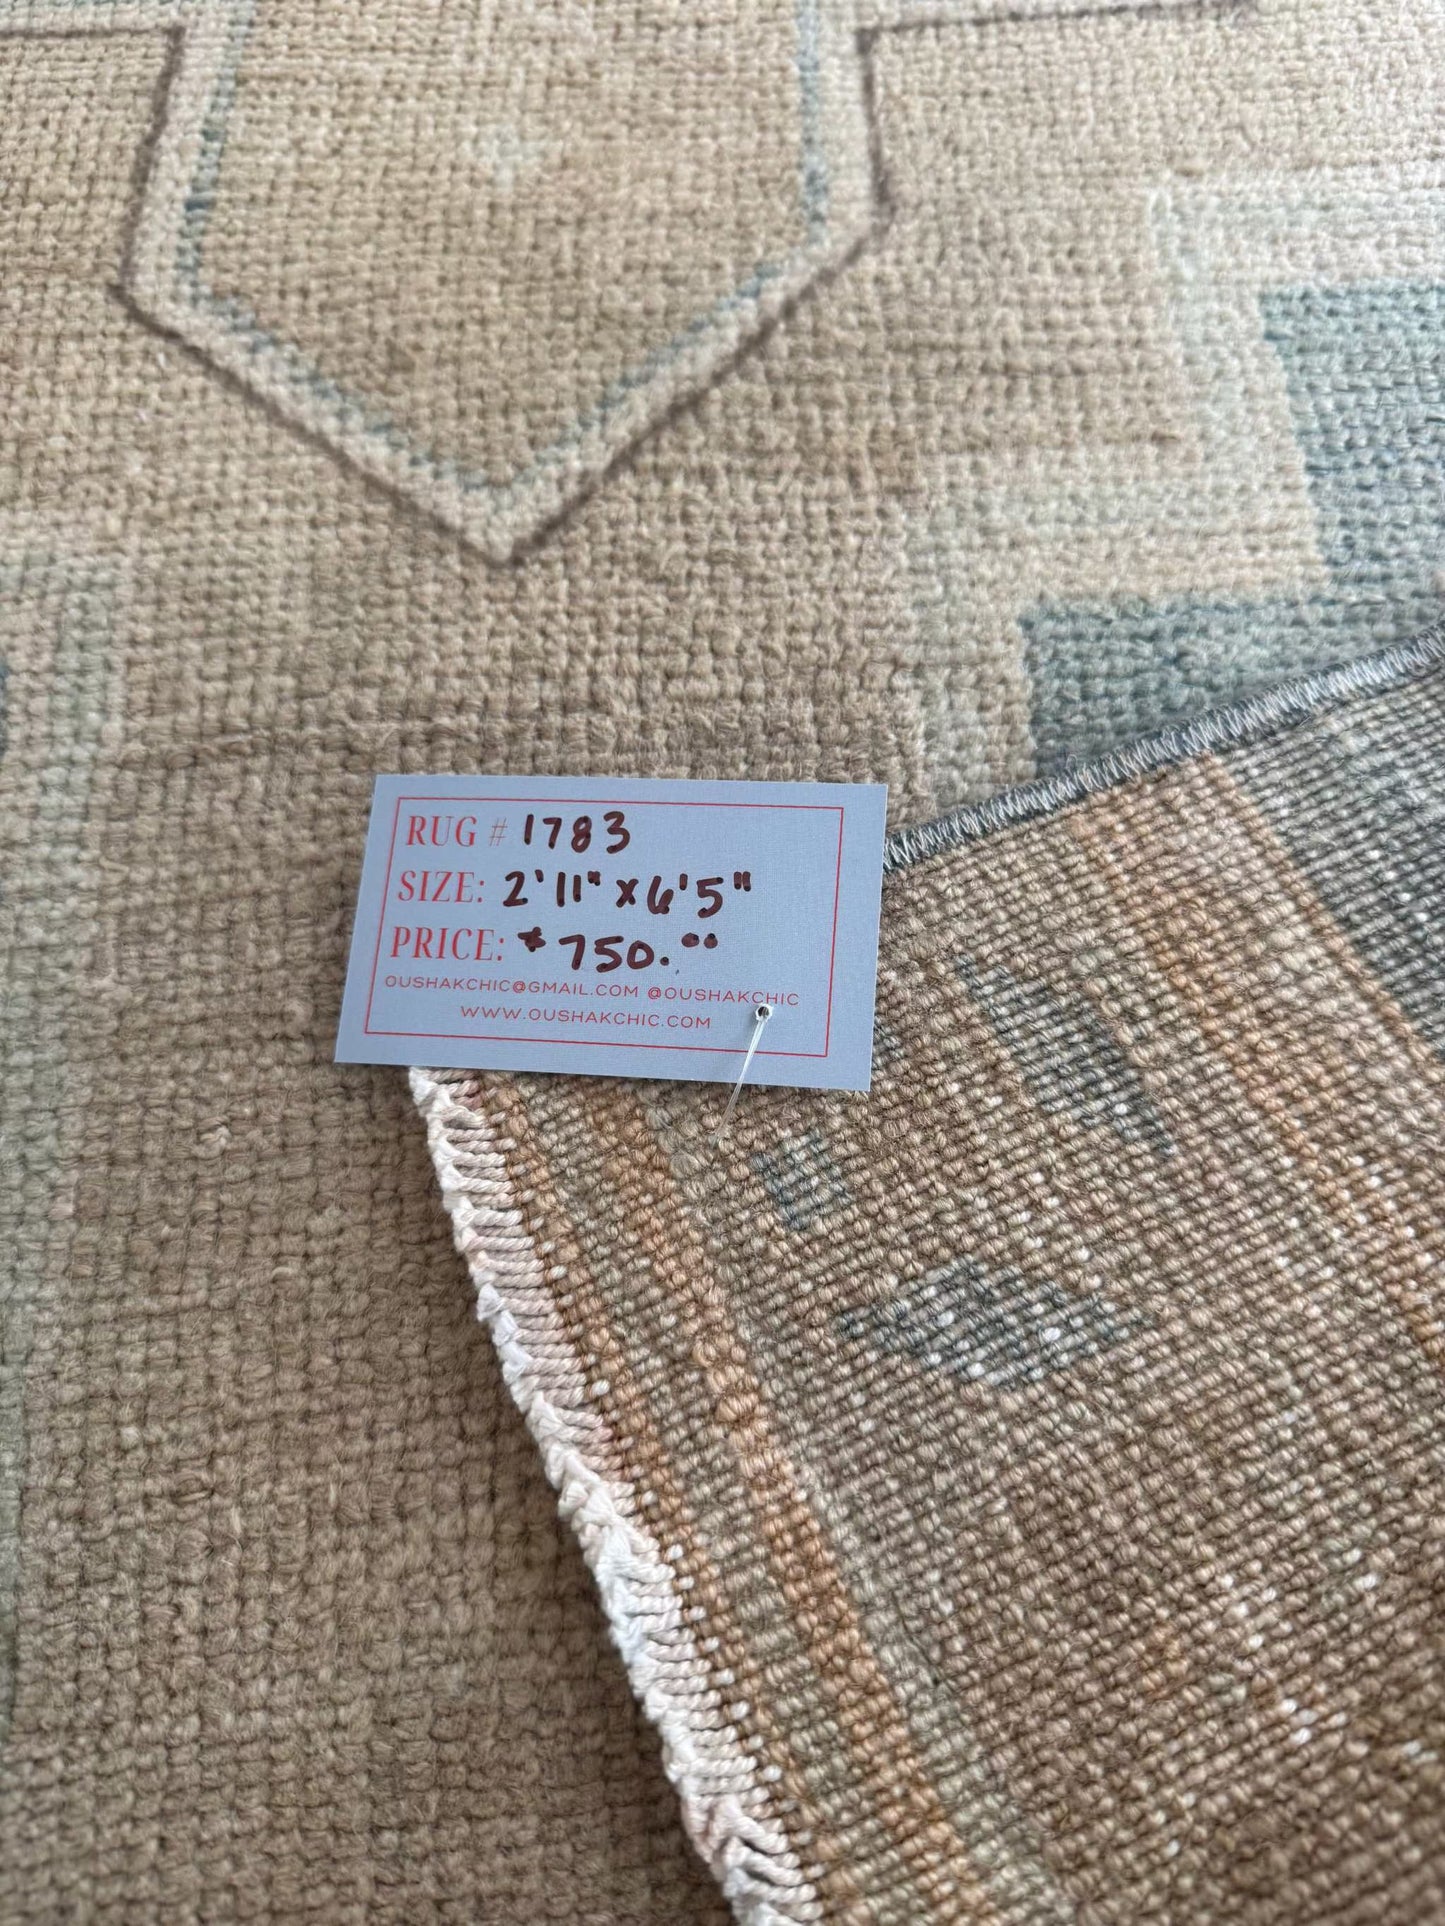 RUG # 1783
SIZE: 2'11" x 6'5"
PRICE: $750.00
OUSHAKCHIC@GMAIL.COM @OUSHAKCHIC
WWW.OUSHAKCHIC.COM